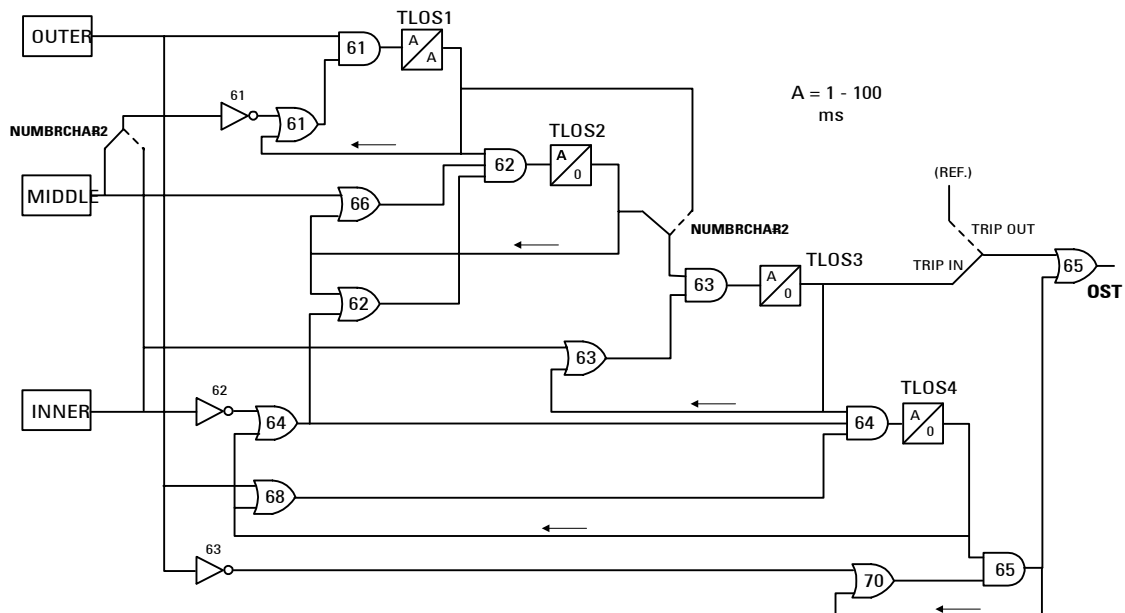 TLOS1
OUTER
61
A
A
A = 1 - 100
ms
61
61
NUMBRCHAR2
TLOS2
A
0
62
MIDDLE
66
(REF.)
NUMBRCHAR2
TRIP OUT
TLOS3
TRIP IN
65
63
A
0
OST
62
63
62
TLOS4
INNER
64
64
A
0
68
63
65
70